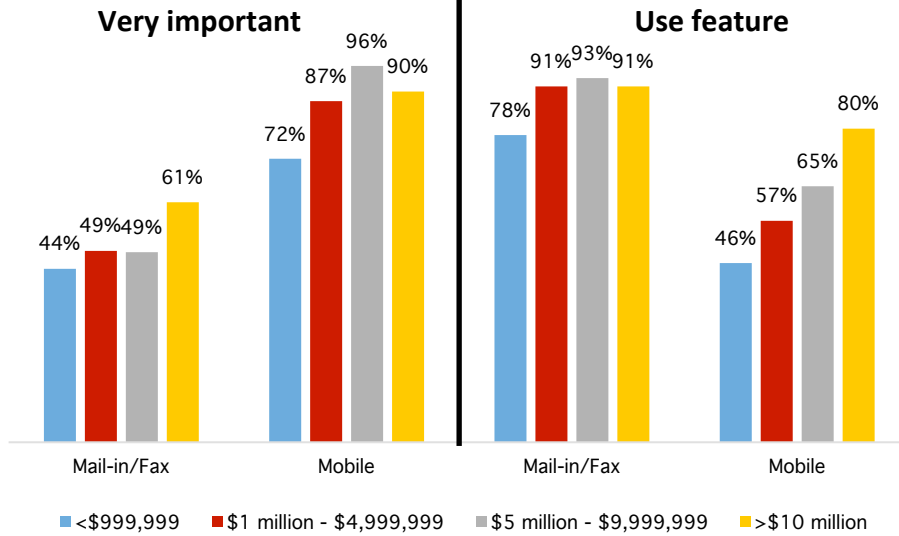 Very important
Use feature
44%
49%
49%
61%
72%
87%
96%
90%
78%
91%
93%
91%
46%
57%
65%
80%
Mail-in/Fax
Mobile
Mail-in/Fax
Mobile
<$999,999
$1 million - $4,999,999
$5 million - $9,999,999
>$10 million